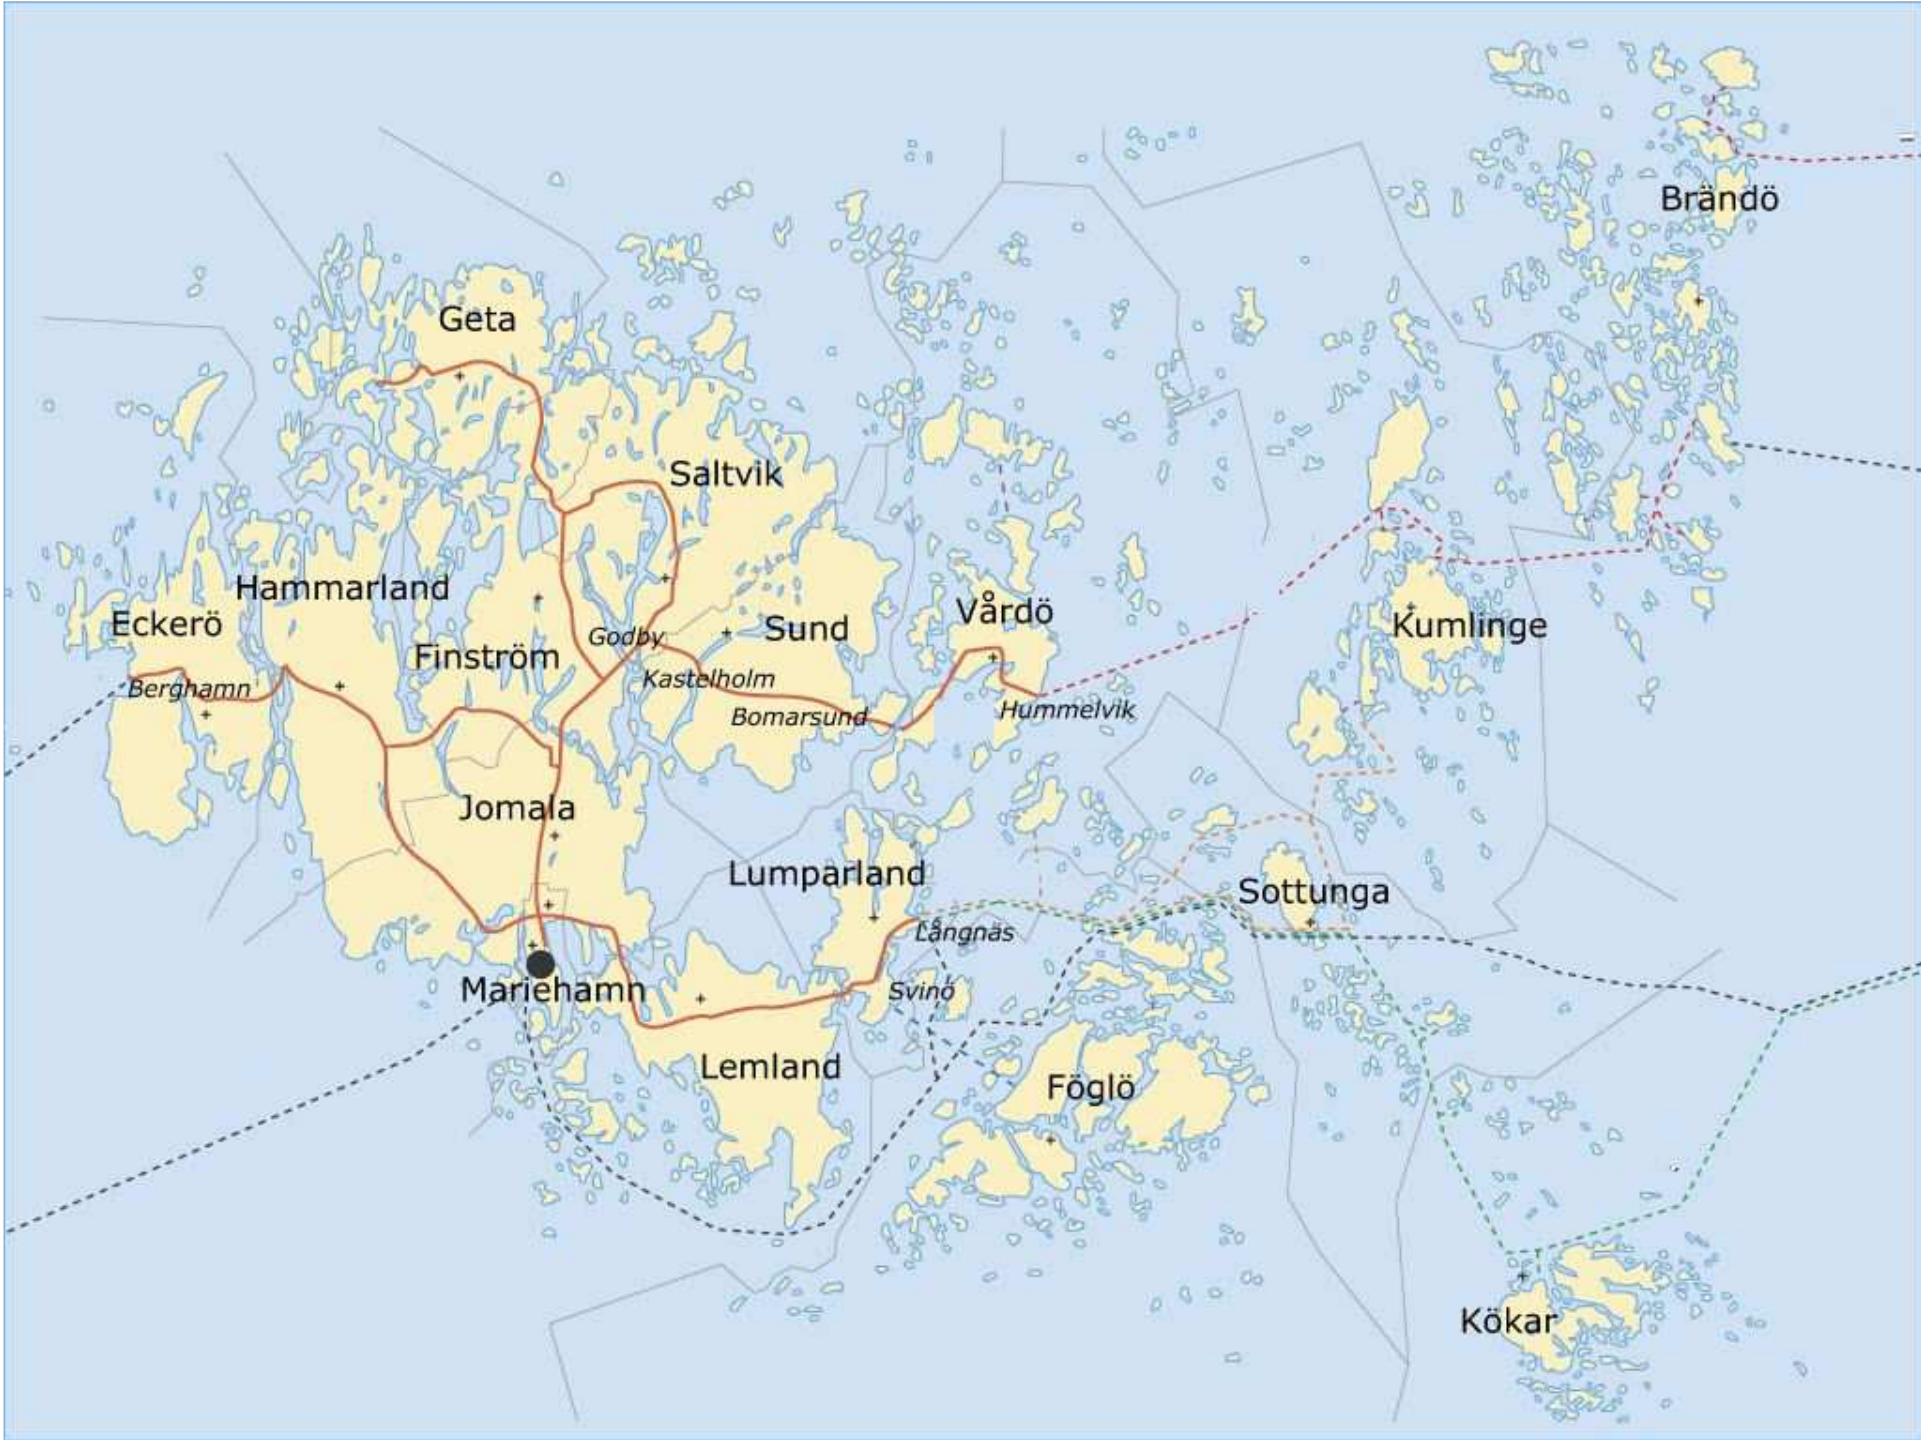 Brändö
Geta
Saltvik
Hammarland
Eckerö
Vårdö
Kumlinge
Sund
Godby
Finström
Kastelholm
Berghamn
Bomarsund
Hummelvik
Jomala
Lumparland
Sottunga
Långnäs
Mariehamn
Svinö
Lemland
Föglö
Kökar